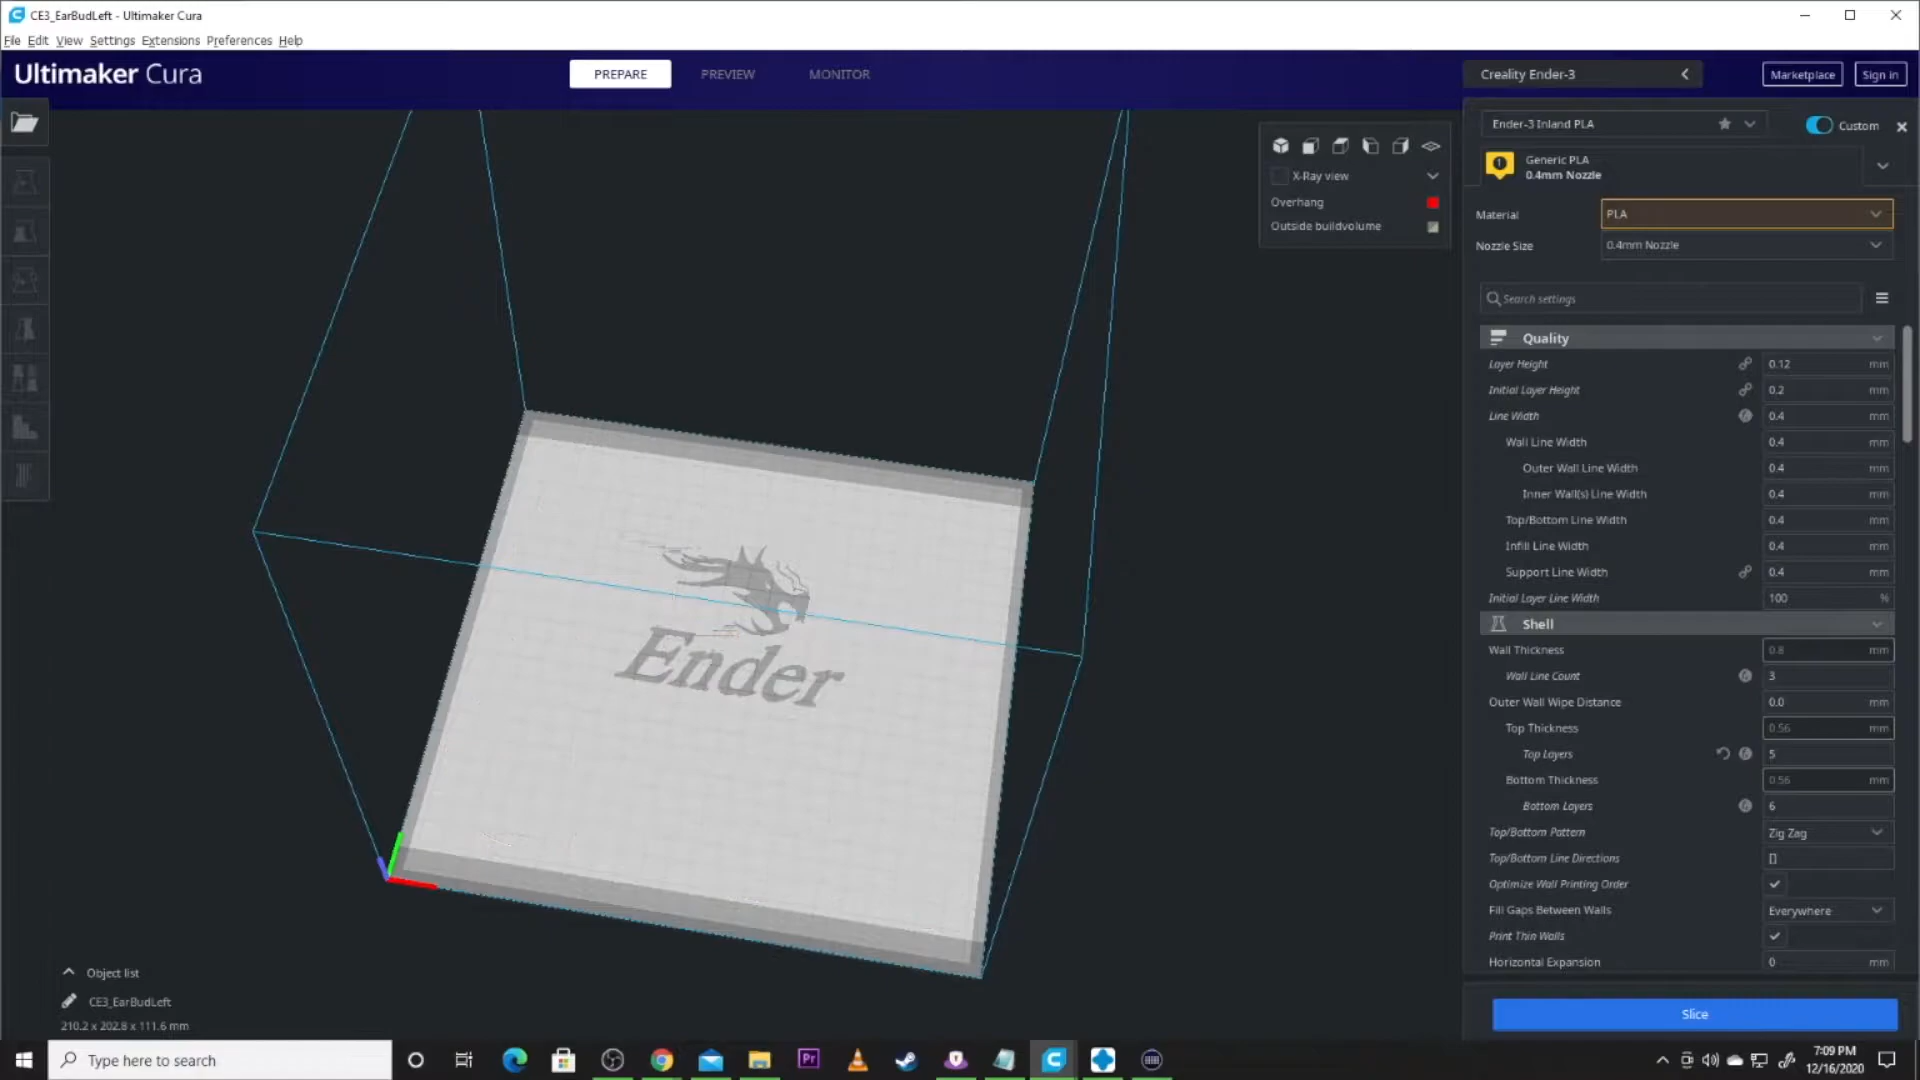 CE3_EarBudLeft - Ultimaker Cura
File Edit View Settings Extensions Preferences Help
Ultimaker Cura
PREPARE
PREVIEW
MONITOR
Creality Ender-3
Marketplace
Sign in
Ender-3 Inland PLA
Custom
1
Generic PLA
0.4mm Nozzle
Material
PLA
Nozzle Size
0.4mm Nozzle
X-Ray view
Overhang
Outside buildvolume
Search settings
Quality
Layer Height 0.12 mm
Initial Layer Height 0.2 mm
Line Width 0.4 mm
Wall Line Width 0.4 mm
Outer Wall Line Width 0.4 mm
Inner Wall(s) Line Width 0.4 mm
Top/Bottom Line Width 0.4 mm
Infill Line Width 0.4 mm
Support Line Width 0.4 mm
Initial Layer Line Width 100 %
Shell
Wall Thickness 0.8 mm
Wall Line Count 3
Outer Wall Wipe Distance 0.0 mm
Top Thickness 0.56 mm
Top Layers 5
Bottom Thickness 0.56 mm
Bottom Layers 6
Top/Bottom Pattern Zig Zag
Top/Bottom Line Directions []
Optimize Wall Printing Order
Fill Gaps Between Walls Everywhere
Print Thin Walls
Horizontal Expansion 0 mm
Slice
Ender
Object list
CE3_EarBudLeft
210.2 x 202.8 x 111.6 mm
Type here to search
Pr
7:09 PM
12/16/2020